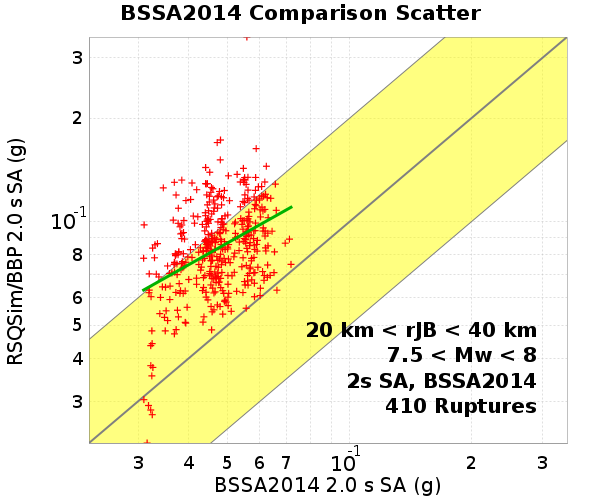 BSSA2014 Comparison Scatter
RSQSim/BBP 2.0 s SA (g)
3
2
10-1
8
7
6
5
4
3
20 km < rJB < 40 km
7.5 < Mw < 8
2s SA, BSSA2014
410 Ruptures
3 4 5 6 7 10-1 2 3
BSSA2014 2.0 s SA (g)